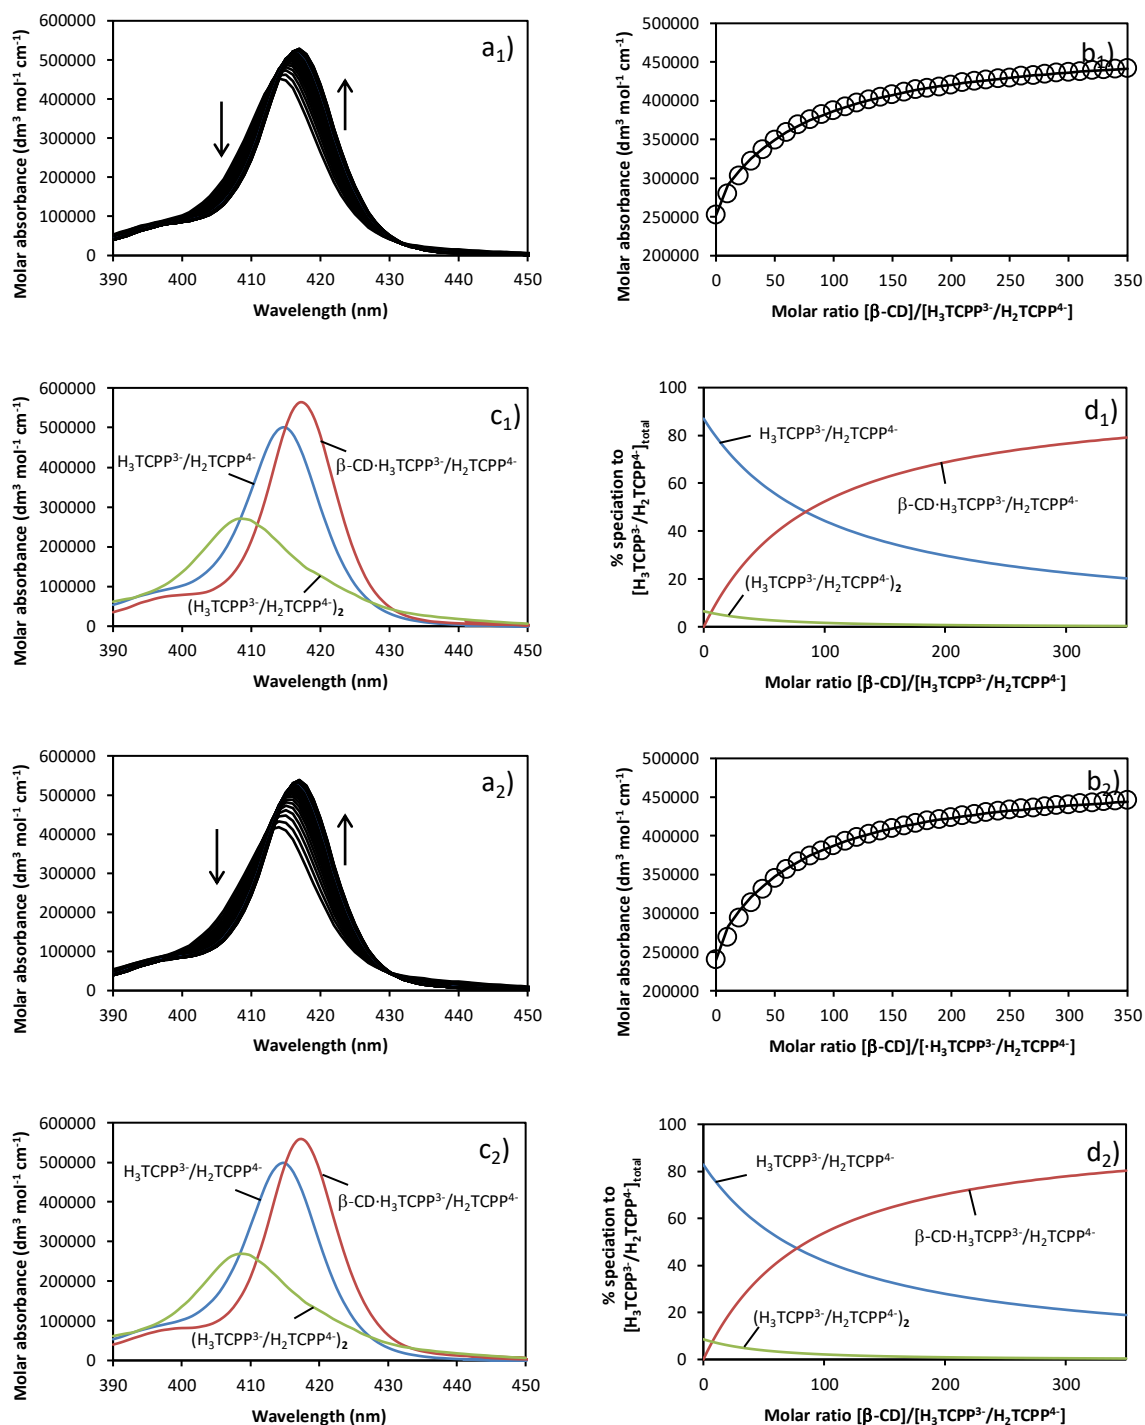 a₁)
Molar absorbance (dm³ mol⁻¹ cm⁻¹)
600000
500000
400000
300000
200000
100000
0
390 400 410 420 430 440 450
Wavelength (nm)
b₁)
Molar absorbance (dm³ mol⁻¹ cm⁻¹)
500000
450000
400000
350000
300000
250000
200000
0 50 100 150 200 250 300 350
Molar ratio [β-CD]/[H₃TCPP³⁻/H₂TCPP⁴⁻]
c₁)
Molar absorbance (dm³ mol⁻¹ cm⁻¹)
600000
500000
400000
300000
200000
100000
0
H₃TCPP³⁻/H₂TCPP⁴⁻
β-CD·H₃TCPP³⁻/H₂TCPP⁴⁻
(H₃TCPP³⁻/H₂TCPP⁴⁻)₂
390 400 410 420 430 440 450
Wavelength (nm)
d₁)
% speciation to
[H₃TCPP³⁻/H₂TCPP⁴⁻]total
100
80
60
40
20
0
H₃TCPP³⁻/H₂TCPP⁴⁻
β-CD·H₃TCPP³⁻/H₂TCPP⁴⁻
(H₃TCPP³⁻/H₂TCPP⁴⁻)₂
0 100 200 300
Molar ratio [β-CD]/[H₃TCPP³⁻/H₂TCPP⁴⁻]
a₂)
Molar absorbance (dm³ mol⁻¹ cm⁻¹)
600000
500000
400000
300000
200000
100000
0
390 400 410 420 430 440 450
Wavelength (nm)
b₂)
Molar absorbance (dm³ mol⁻¹ cm⁻¹)
500000
450000
400000
350000
300000
250000
200000
0 50 100 150 200 250 300 350
Molar ratio [β-CD]/[·H₃TCPP³⁻/H₂TCPP⁴⁻]
c₂)
Molar absorbance (dm³ mol⁻¹ cm⁻¹)
600000
500000
400000
300000
200000
100000
0
H₃TCPP³⁻/H₂TCPP⁴⁻
β-CD·H₃TCPP³⁻/H₂TCPP⁴⁻
(H₃TCPP³⁻/H₂TCPP⁴⁻)₂
390 400 410 420 430 440 450
Wavelength (nm)
d₂)
% speciation to
[H₃TCPP³⁻/H₂TCPP⁴⁻]total
100
80
60
40
20
0
H₃TCPP³⁻/H₂TCPP⁴⁻
β-CD·H₃TCPP³⁻/H₂TCPP⁴⁻
(H₃TCPP³⁻/H₂TCPP⁴⁻)₂
0 100 200 300
Molar ratio [β-CD]/[H₃TCPP³⁻/H₂TCPP⁴⁻]